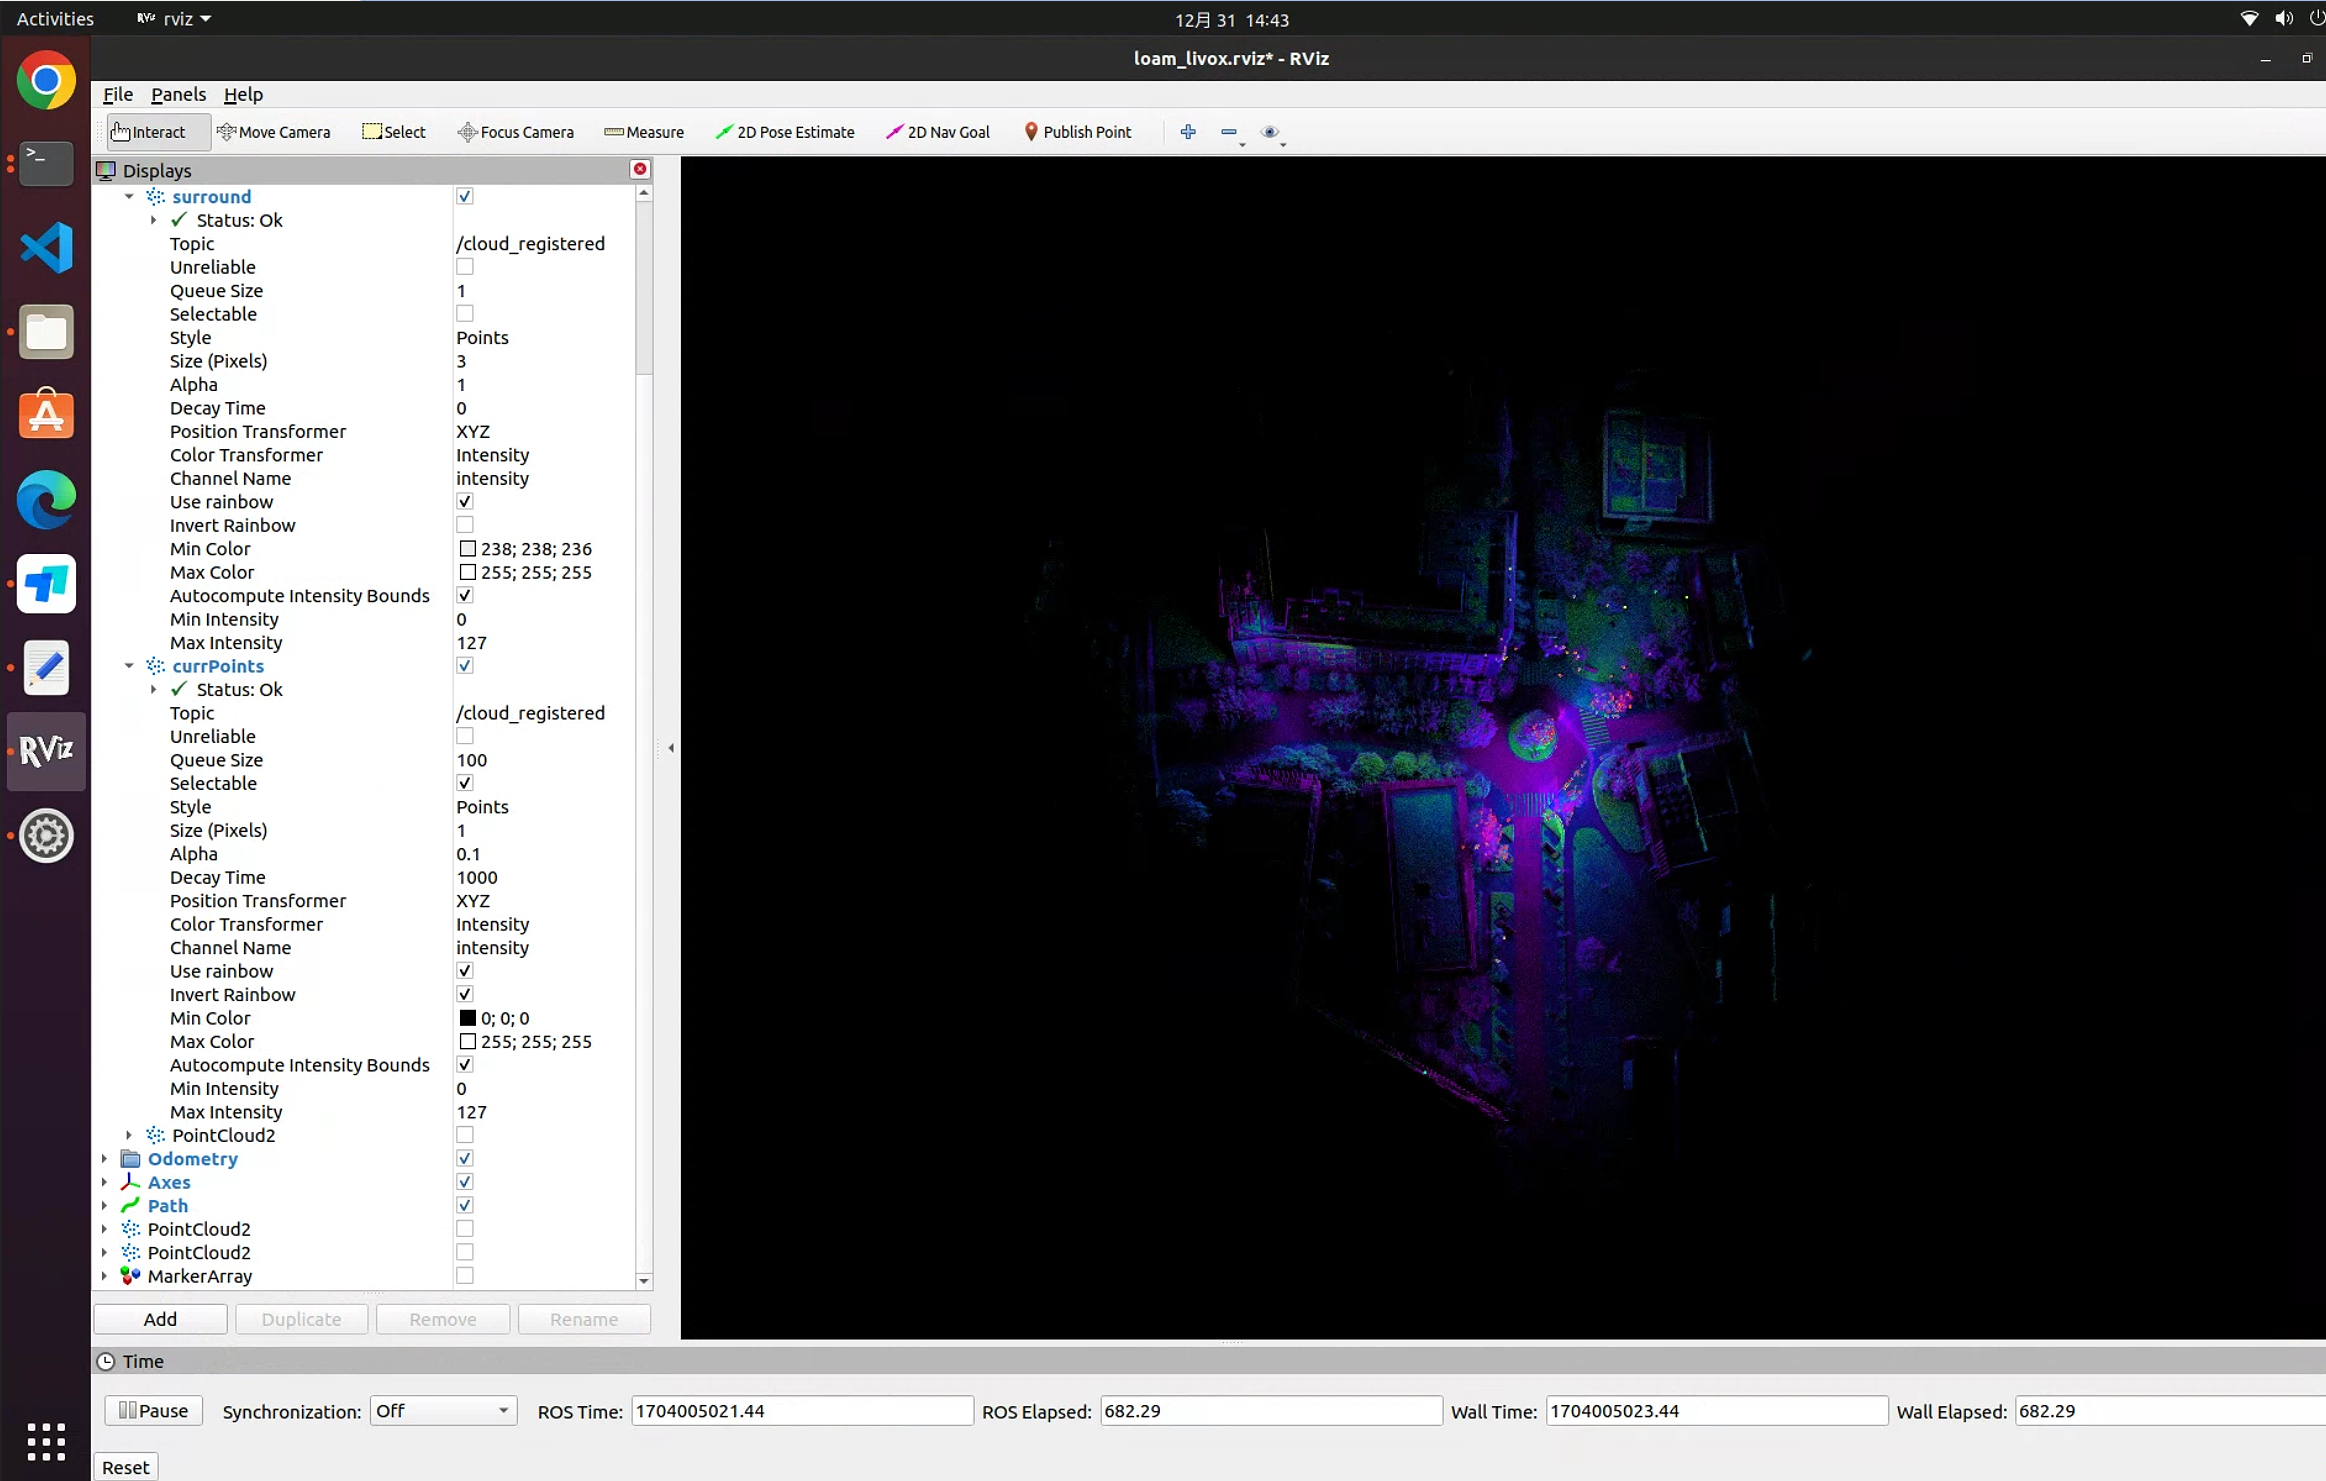 Activities
RViz rviz
12月 31 14:43
loam_livox.rviz* - RViz
File Panels Help
Interact Move Camera Select Focus Camera Measure 2D Pose Estimate 2D Nav Goal Publish Point
Displays
surround
Status: Ok
Topic /cloud_registered
Unreliable
Queue Size 1
Selectable
Style Points
Size (Pixels) 3
Alpha 1
Decay Time 0
Position Transformer XYZ
Color Transformer Intensity
Channel Name intensity
Use rainbow
Invert Rainbow
Min Color 238; 238; 236
Max Color 255; 255; 255
Autocompute Intensity Bounds
Min Intensity 0
Max Intensity 127
currPoints
Status: Ok
Topic /cloud_registered
Unreliable
Queue Size 100
Selectable
Style Points
Size (Pixels) 1
Alpha 0.1
Decay Time 1000
Position Transformer XYZ
Color Transformer Intensity
Channel Name intensity
Use rainbow
Invert Rainbow
Min Color 0; 0; 0
Max Color 255; 255; 255
Autocompute Intensity Bounds
Min Intensity 0
Max Intensity 127
PointCloud2
Odometry
Axes
Path
PointCloud2
PointCloud2
MarkerArray
Add Duplicate Remove Rename
RViz
Time
Pause Synchronization: Off ROS Time: 1704005021.44 ROS Elapsed: 682.29 Wall Time: 1704005023.44 Wall Elapsed: 682.29
Reset